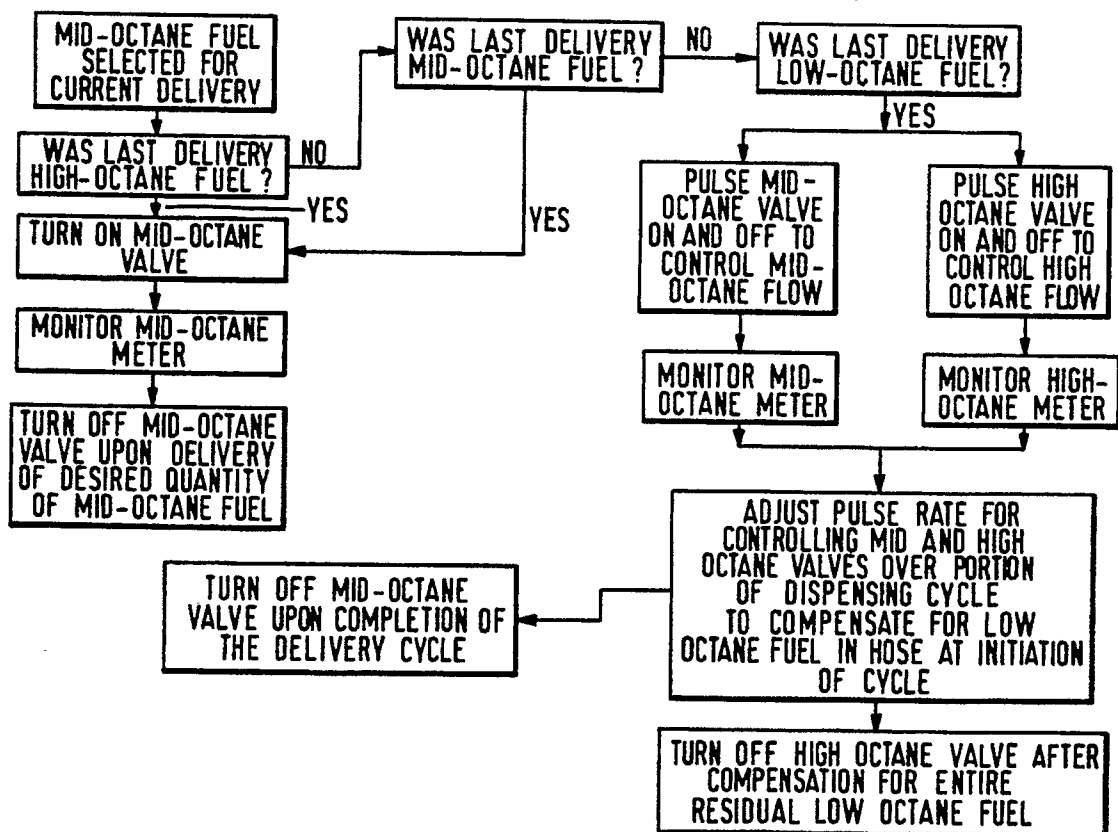 MID-OCTANE FUEL
SELECTED FOR
CURRENT DELIVERY
WAS LAST DELIVERY
HIGH-OCTANE FUEL?
NO
YES
TURN ON MID-OCTANE
VALVE
MONITOR MID-OCTANE
METER
TURN OFF MID-OCTANE
VALVE UPON DELIVERY
OF DESIRED QUANTITY
OF MID-OCTANE FUEL
WAS LAST DELIVERY
MID-OCTANE FUEL?
NO
YES
WAS LAST DELIVERY
LOW-OCTANE FUEL?
YES
PULSE MID-
OCTANE VALVE
ON AND OFF TO
CONTROL MID-
OCTANE FLOW
PULSE HIGH
OCTANE VALVE
ON AND OFF TO
CONTROL HIGH
OCTANE FLOW
MONITOR MID-
OCTANE METER
MONITOR HIGH-
OCTANE METER
ADJUST PULSE RATE FOR
CONTROLLING MID AND HIGH
OCTANE VALVES OVER PORTION
OF DISPENSING CYCLE
TO COMPENSATE FOR LOW
OCTANE FUEL IN HOSE AT INITIATION
OF CYCLE
TURN OFF MID-OCTANE
VALVE UPON COMPLETION OF
THE DELIVERY CYCLE
TURN OFF HIGH OCTANE VALVE AFTER
COMPENSATION FOR ENTIRE
RESIDUAL LOW OCTANE FUEL